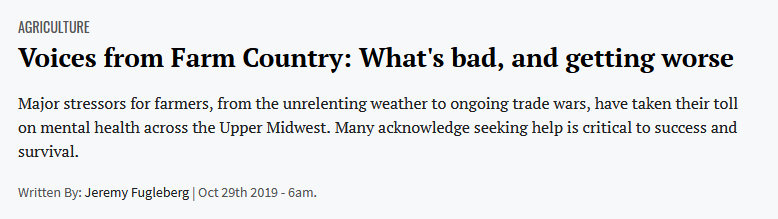 AGRICULTURE
Voices from Farm Country: What's bad, and getting worse
Major stressors for farmers, from the unrelenting weather to ongoing trade wars, have taken their toll
on mental health across the Upper Midwest. Many acknowledge seeking help is critical to success and
survival.
Written By: Jeremy Fugleberg | Oct 29th 2019 - 6am.